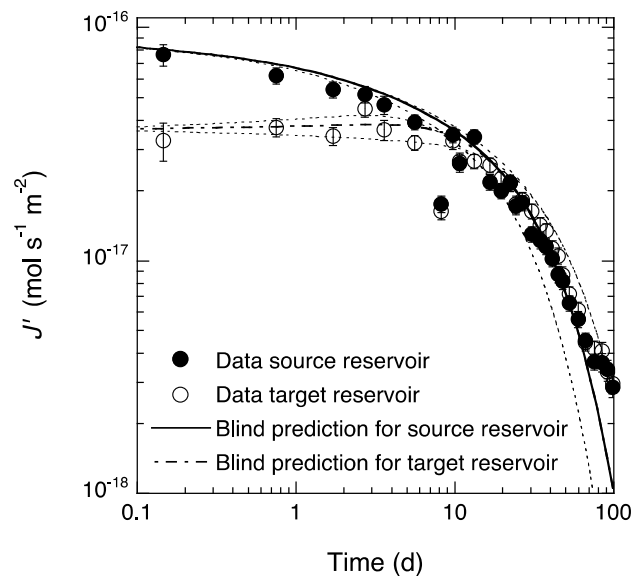 10⁻¹⁶
10⁻¹⁷
10⁻¹⁸
J' (mol s⁻¹ m⁻²)
Data source reservoir
Data target reservoir
Blind prediction for source reservoir
Blind prediction for target reservoir
0.1 1 10 100
Time (d)